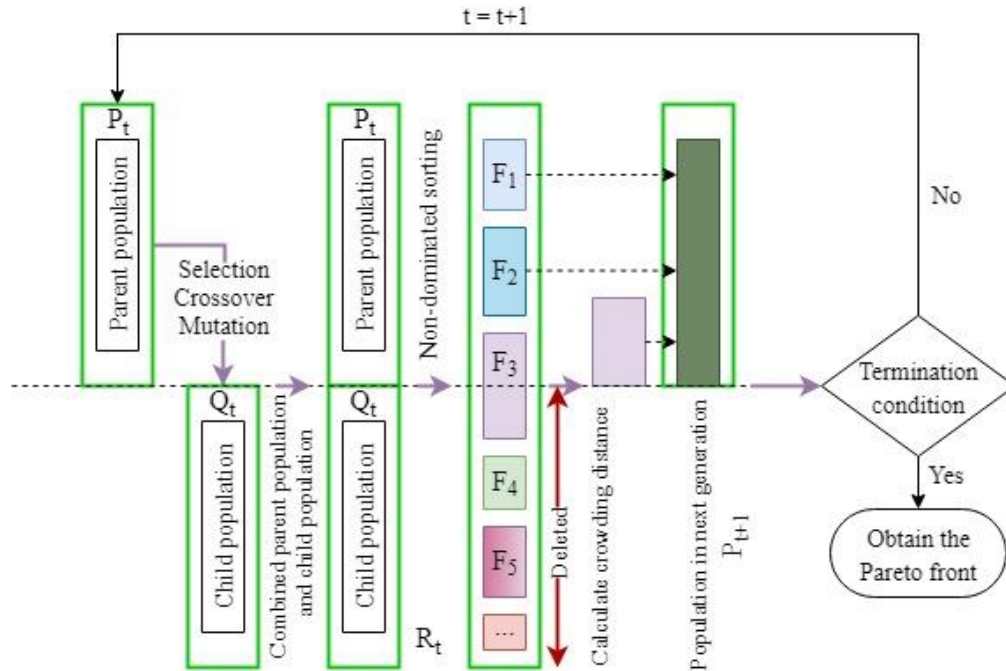 t = t+1
Pt
Parent population
Selection
Crossover
Mutation
Qt
Child population
Combined parent population
and child population
Pt
Parent population
Qt
Child population
Rt
Non-dominated sorting
F1
F2
F3
F4
F5
...
Deleted
Calculate crowding distance
Population in next generation
Pt+1
Termination
condition
No
Yes
Obtain the
Pareto front